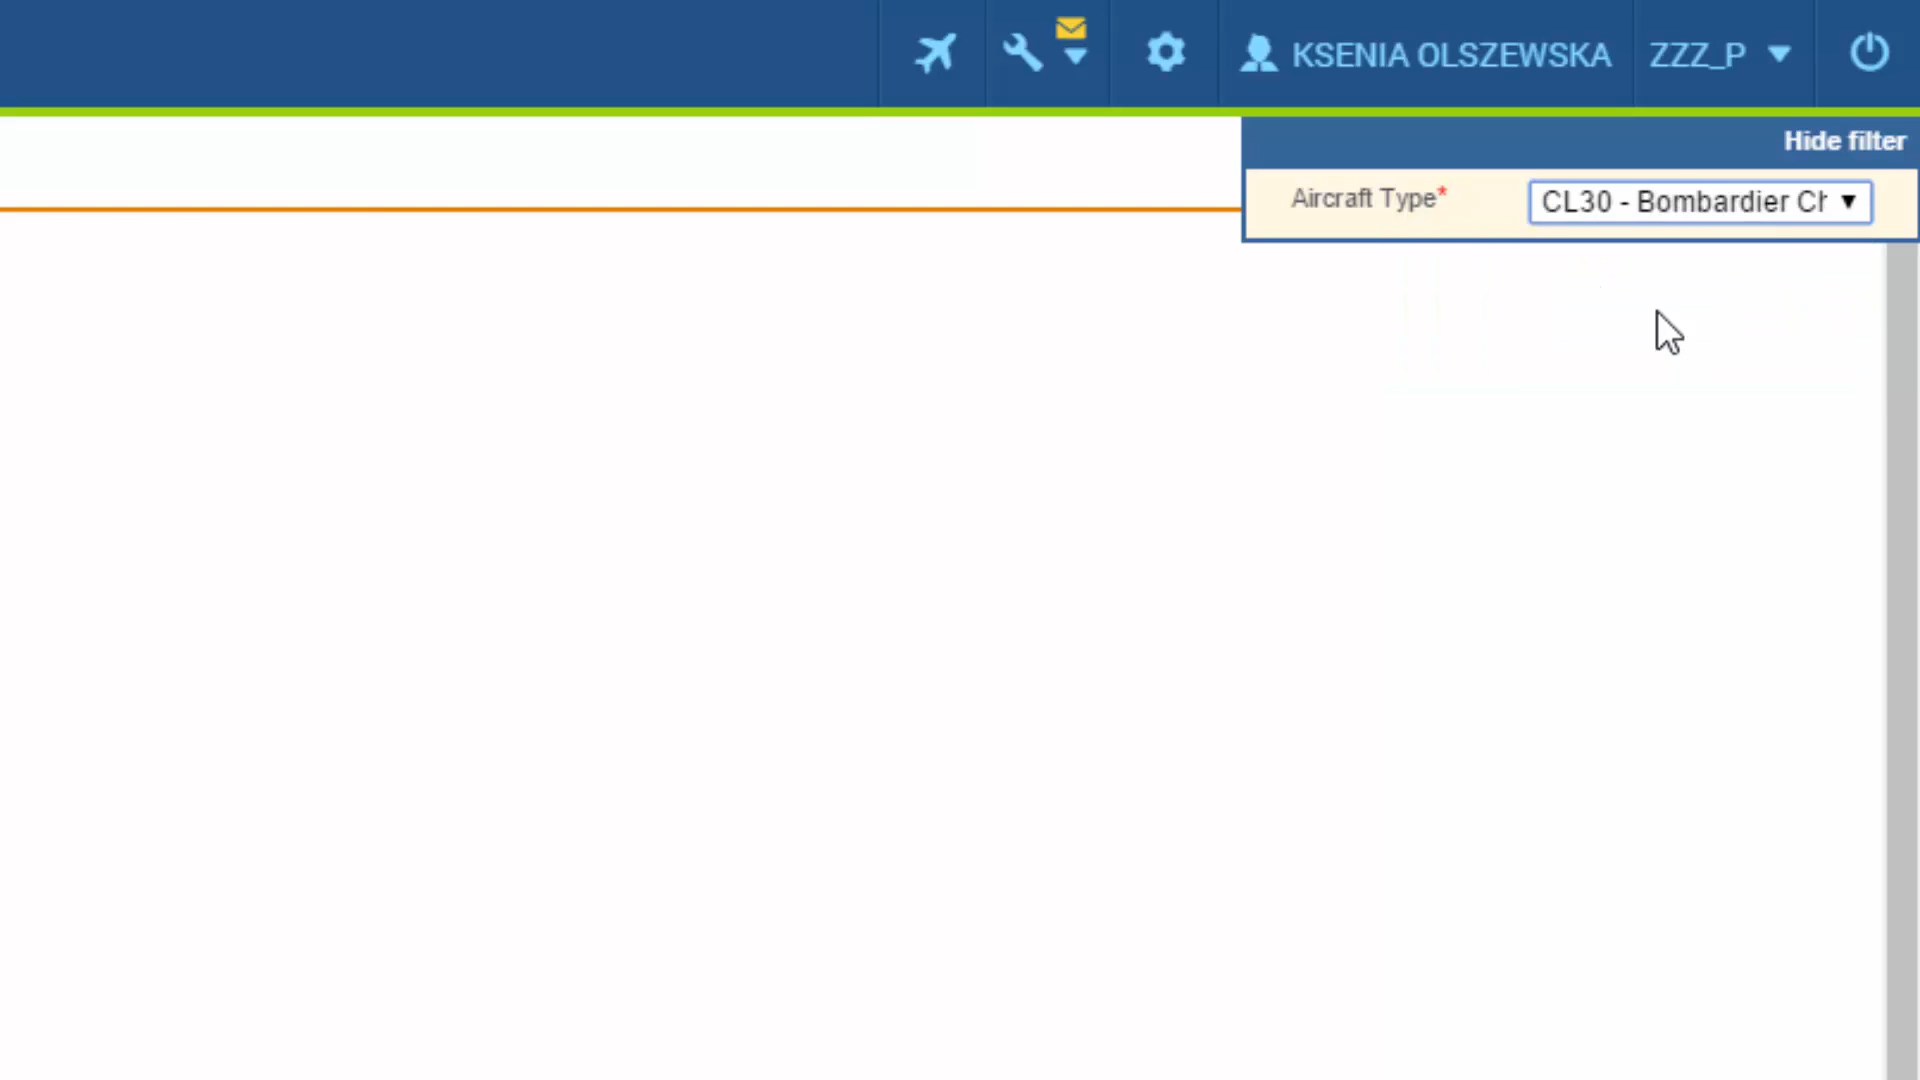 KSENIA OLSZEWSKA ZZZ_P
Hide filter
Aircraft Type*
CL30 - Bombardier Ch